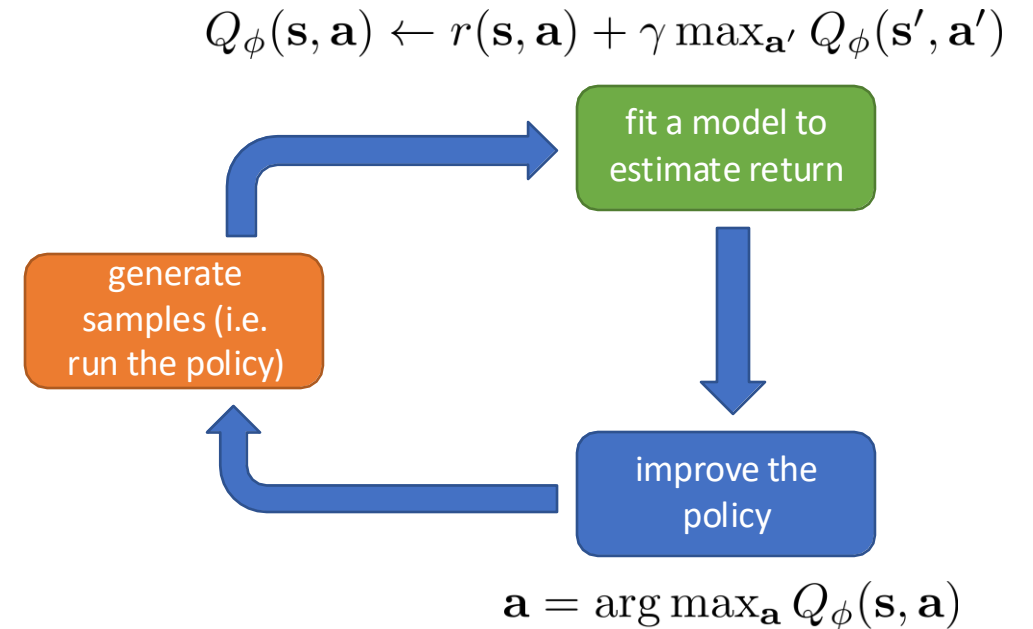 Q_ϕ(s, a) ← r(s, a) + γ max_a′ Q_ϕ(s′, a′)
fit a model to
estimate return
generate
samples (i.e.
run the policy)
improve the
policy
a = arg max_a Q_ϕ(s, a)